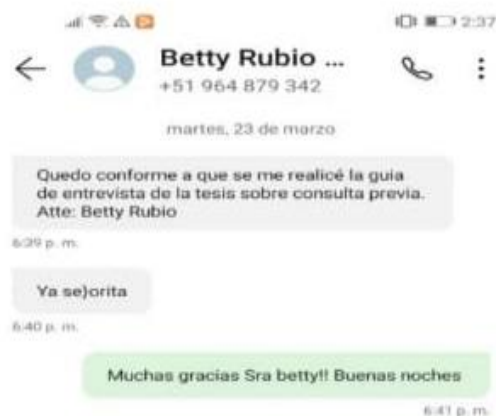 2:37
Betty Rubio ...
+51 964 879 342
martes, 23 de marzo
Quedo conforme a que se me realicé la guia
de entrevista de la tesis sobre consulta previa.
Atte: Betty Rubio
6:39 p. m.
Ya se}orita
6:40 p. m.
Muchas gracias Sra betty!! Buenas noches
6:41 p. m.